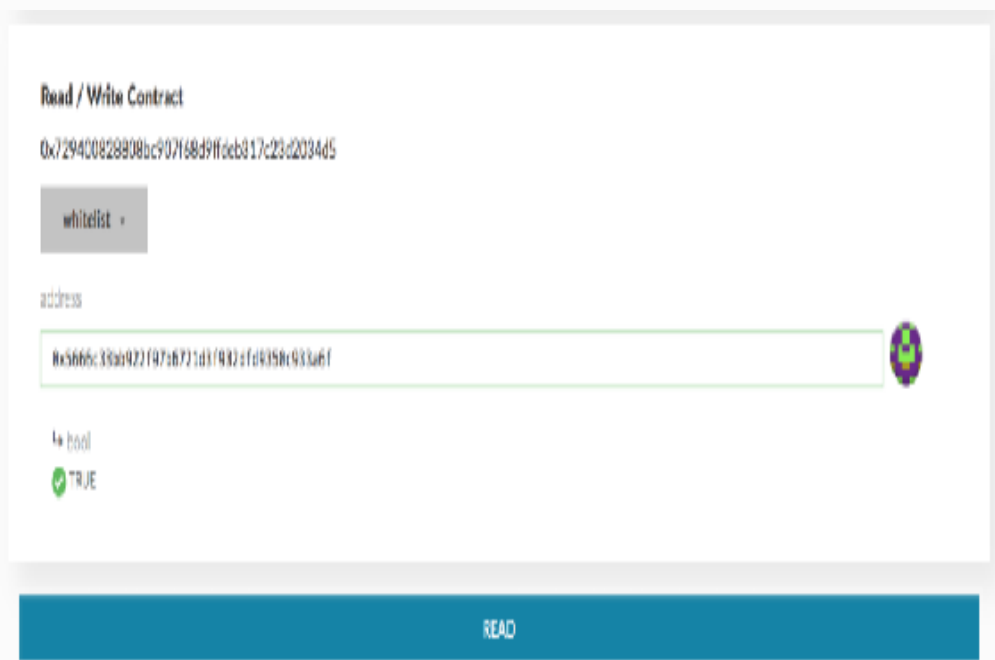 Read / Write Contract
whitelist
address
bool
TRUE
READ